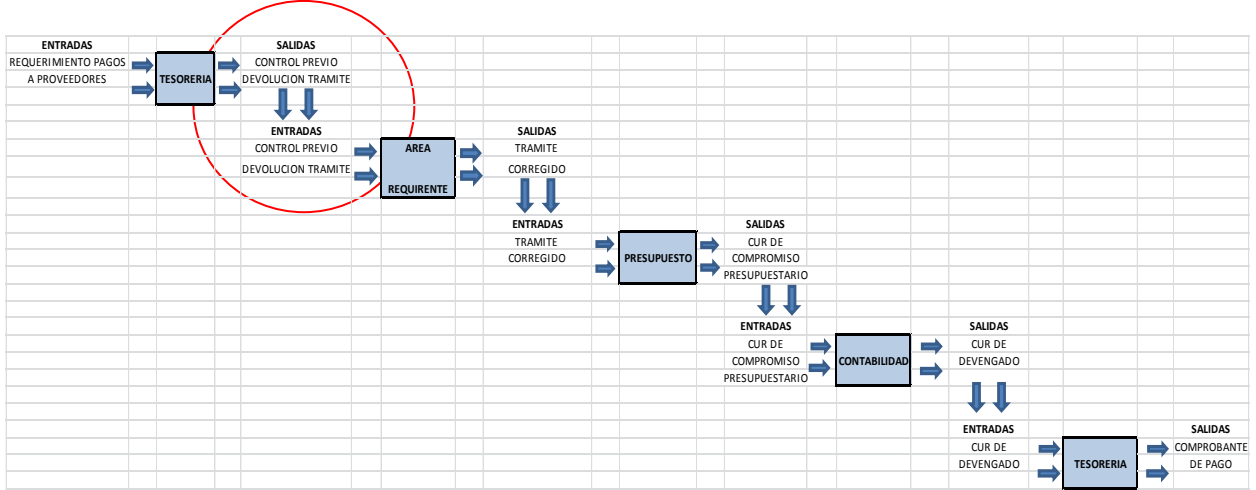 ENTRADAS
REQUERIMIENTO PAGOS
A PROVEEDORES
TESORERIA
SALIDAS
CONTROL PREVIO
DEVOLUCION TRAMITE
ENTRADAS
CONTROL PREVIO
DEVOLUCION TRAMITE
AREA
REQUIRENTE
SALIDAS
TRAMITE
CORREGIDO
ENTRADAS
TRAMITE
CORREGIDO
PRESUPUESTO
SALIDAS
CUR DE
COMPROMISO
PRESUPUESTARIO
ENTRADAS
CUR DE
COMPROMISO
PRESUPUESTARIO
CONTABILIDAD
SALIDAS
CUR DE
DEVENGADO
ENTRADAS
CUR DE
DEVENGADO
TESORERIA
SALIDAS
COMPROBANTE
DE PAGO